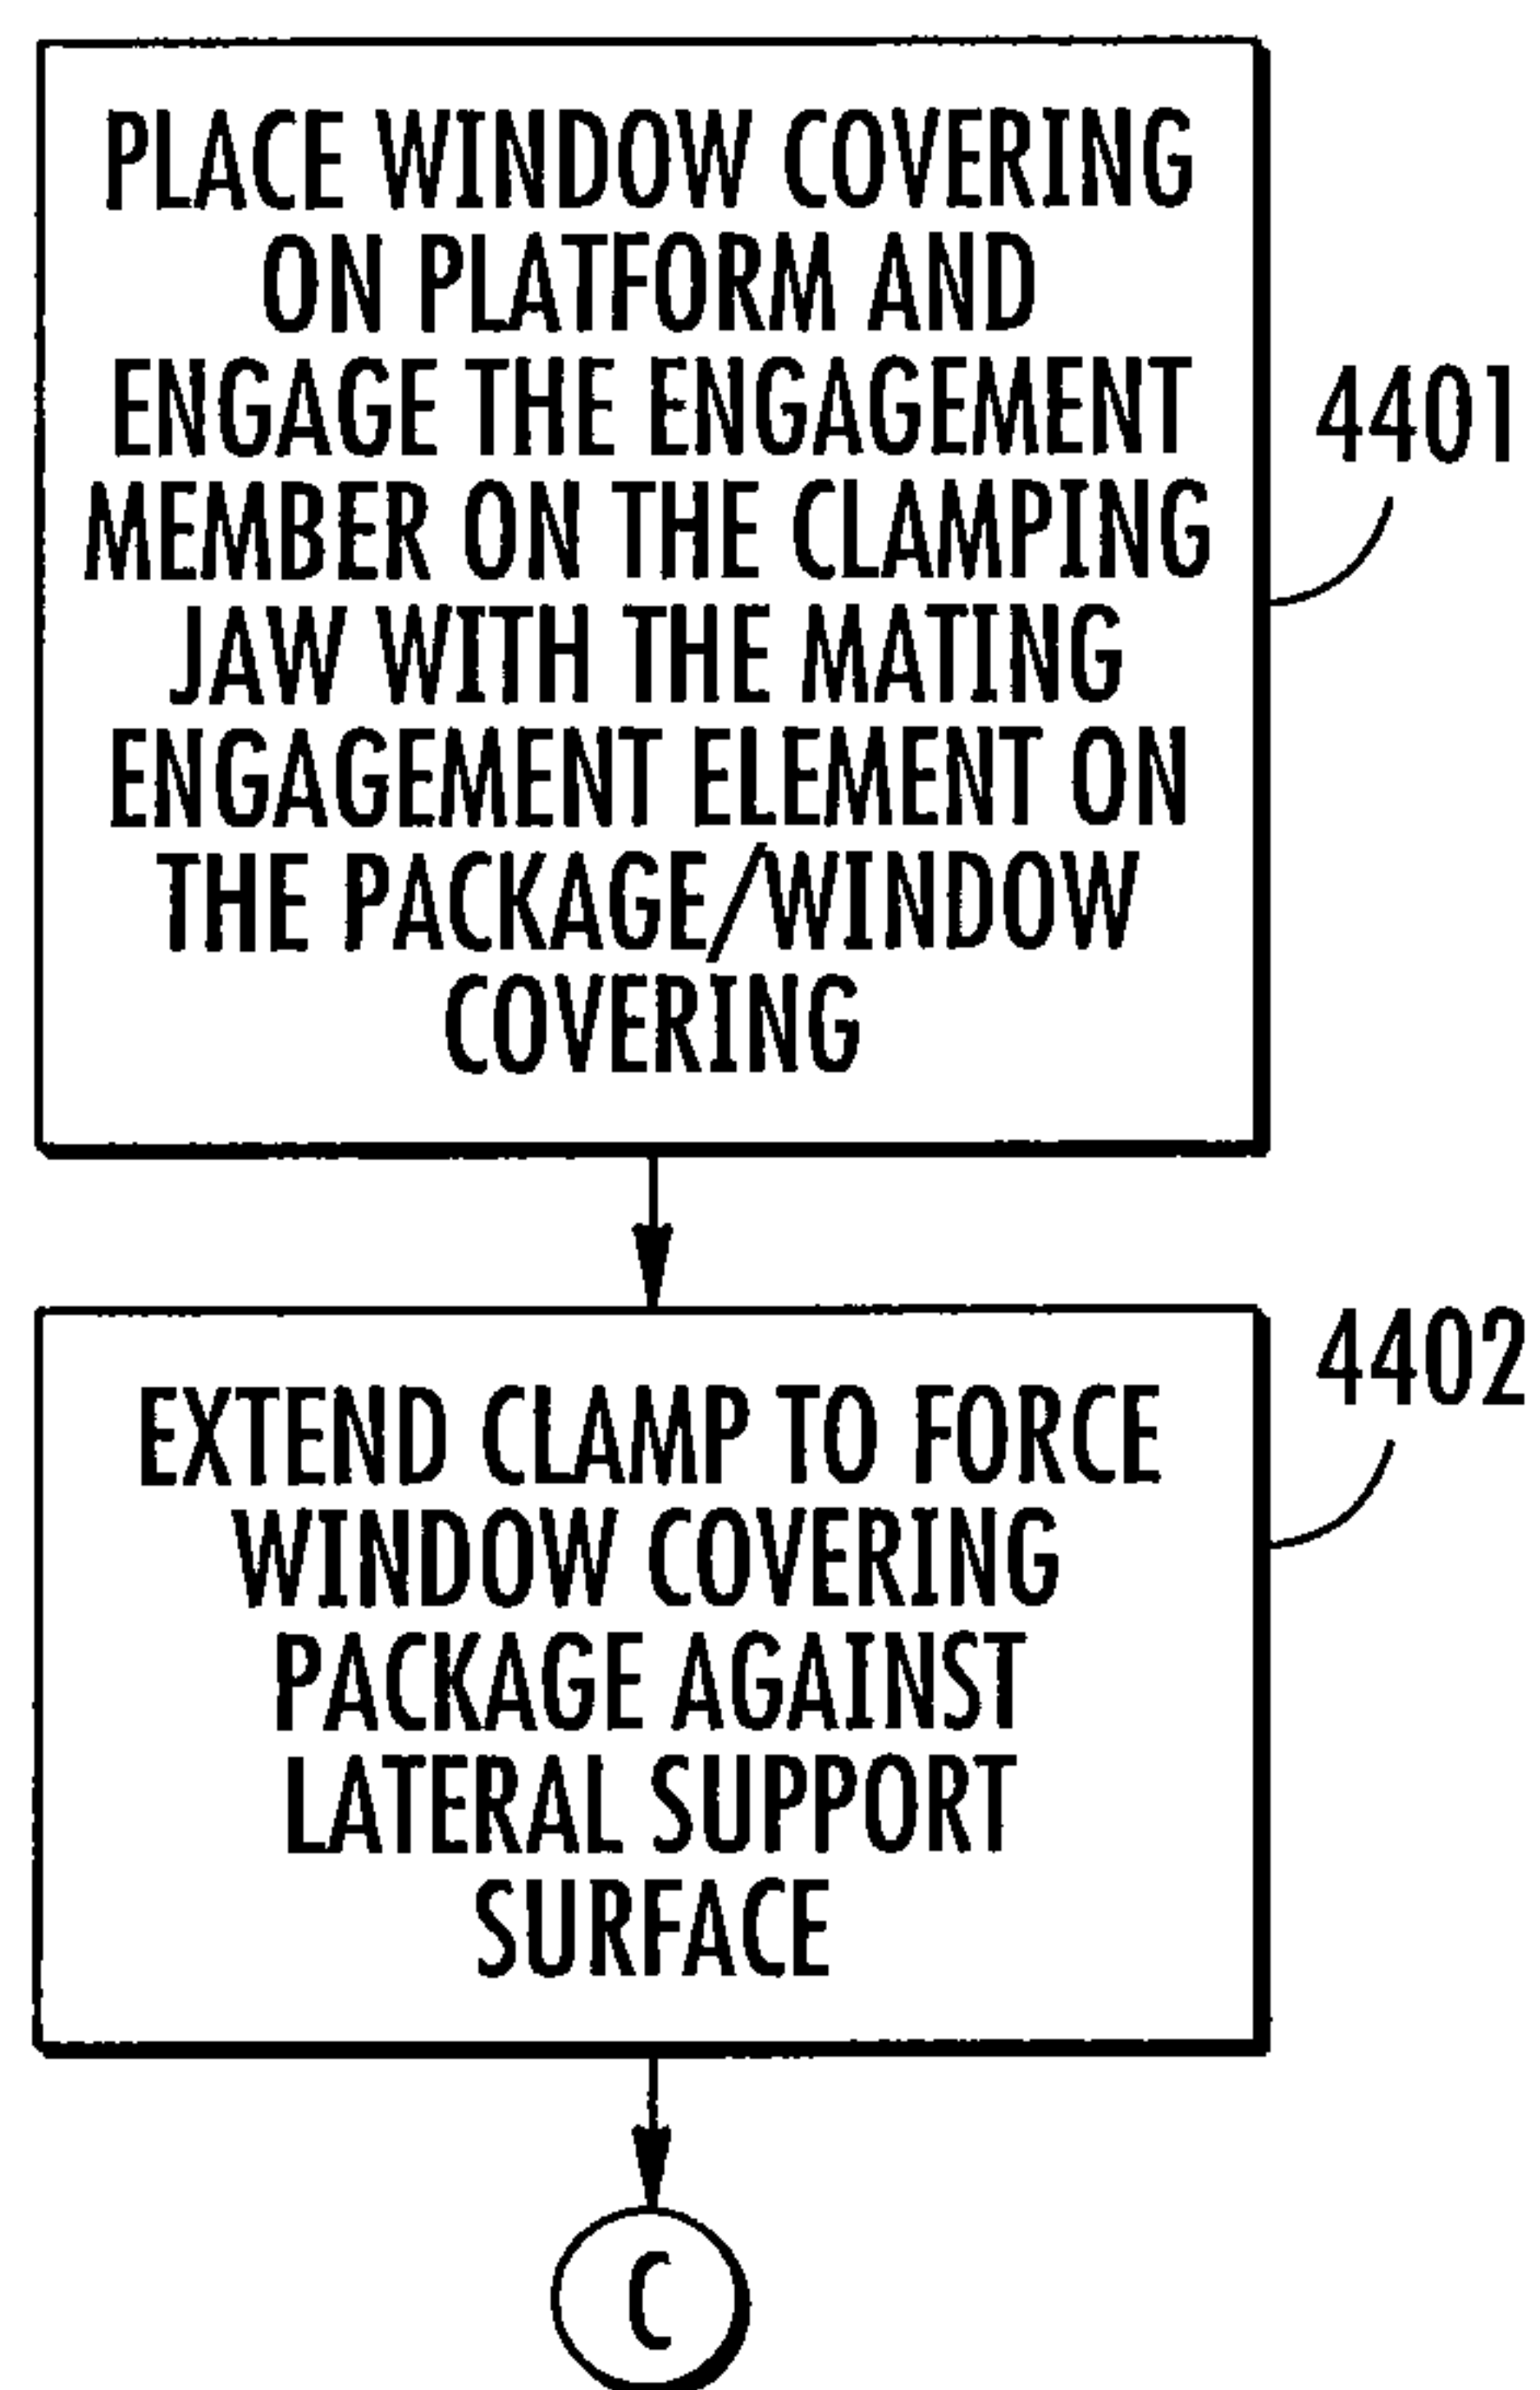 PLACE WINDOW COVERING
ON PLATFORM AND
ENGAGE THE ENGAGEMENT
MEMBER ON THE CLAMPING
JAW WITH THE MATING
ENGAGEMENT ELEMENT ON
THE PACKAGE/WINDOW
COVERING
4401
EXTEND CLAMP TO FORCE
WINDOW COVERING
PACKAGE AGAINST
LATERAL SUPPORT
SURFACE
4402
C